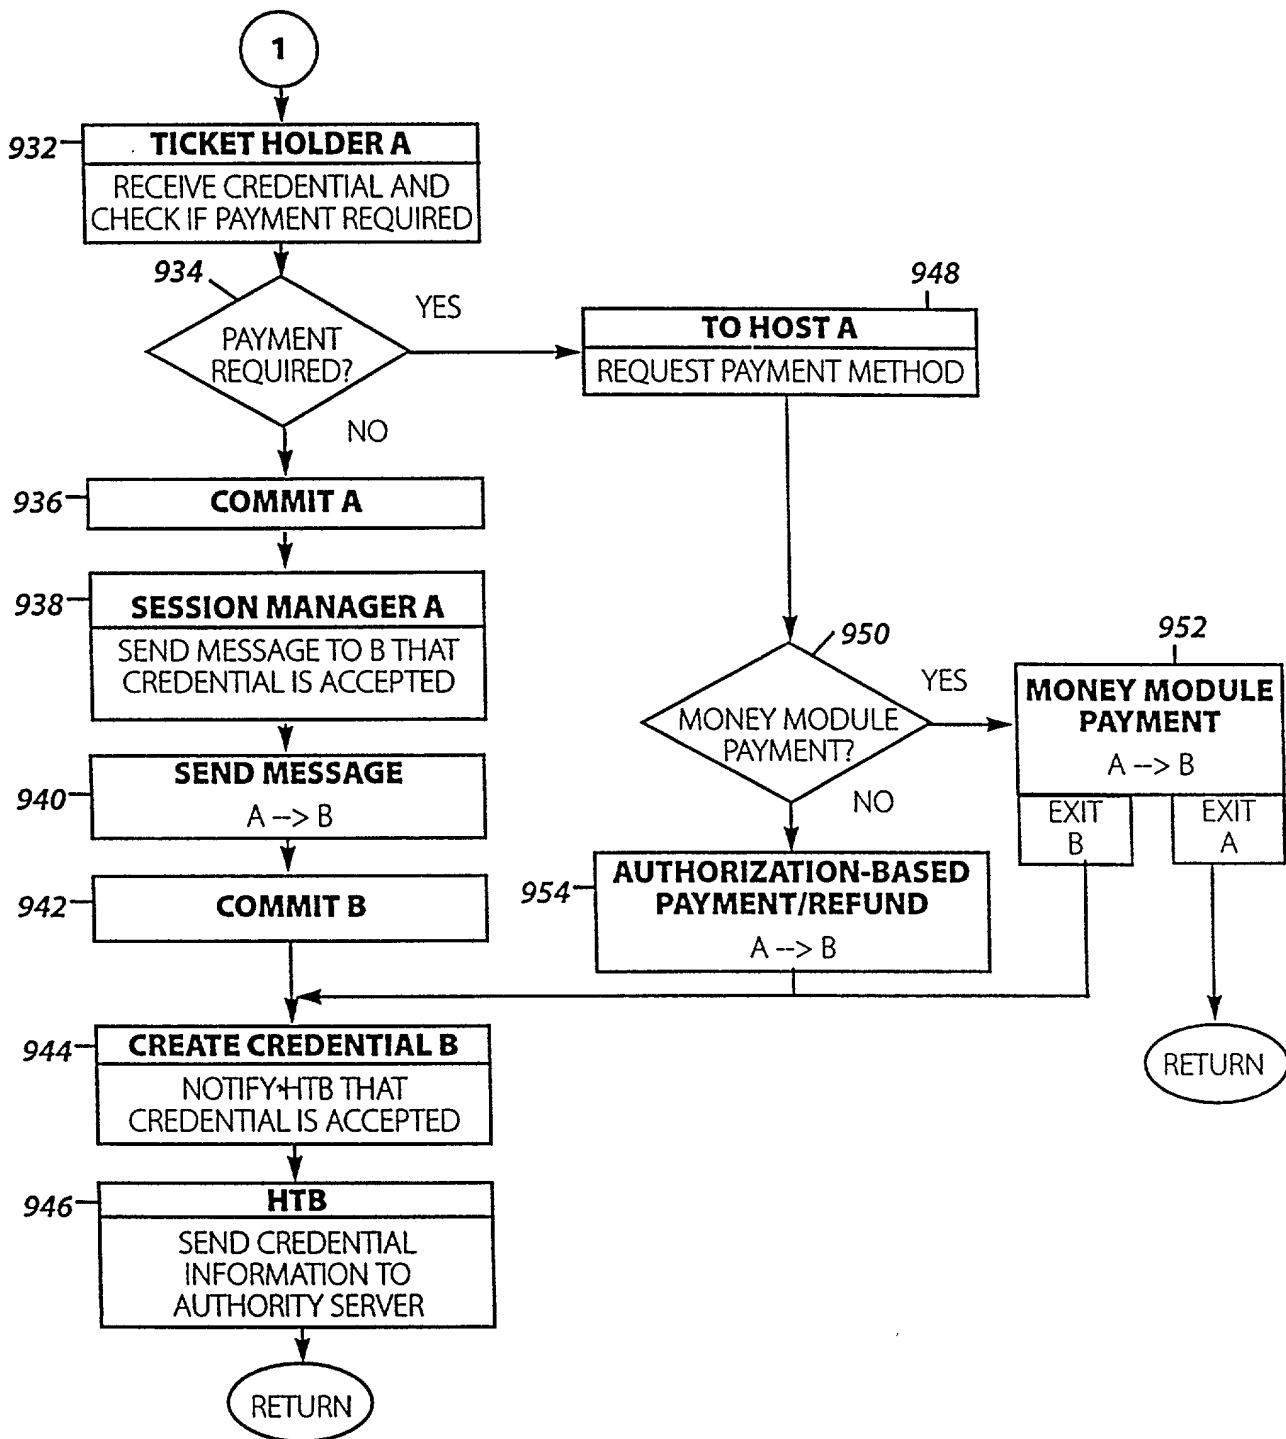 1
932
TICKET HOLDER A
RECEIVE CREDENTIAL AND
CHECK IF PAYMENT REQUIRED
934
PAYMENT
REQUIRED?
YES
NO
948
TO HOST A
REQUEST PAYMENT METHOD
936
COMMIT A
938
SESSION MANAGER A
SEND MESSAGE TO B THAT
CREDENTIAL IS ACCEPTED
940
SEND MESSAGE
A --> B
942
COMMIT B
950
MONEY MODULE
PAYMENT?
YES
NO
952
MONEY MODULE
PAYMENT
A --> B
EXIT
B
EXIT
A
954
AUTHORIZATION-BASED
PAYMENT/REFUND
A --> B
RETURN
944
CREATE CREDENTIAL B
NOTIFY HTB THAT
CREDENTIAL IS ACCEPTED
946
HTB
SEND CREDENTIAL
INFORMATION TO
AUTHORITY SERVER
RETURN